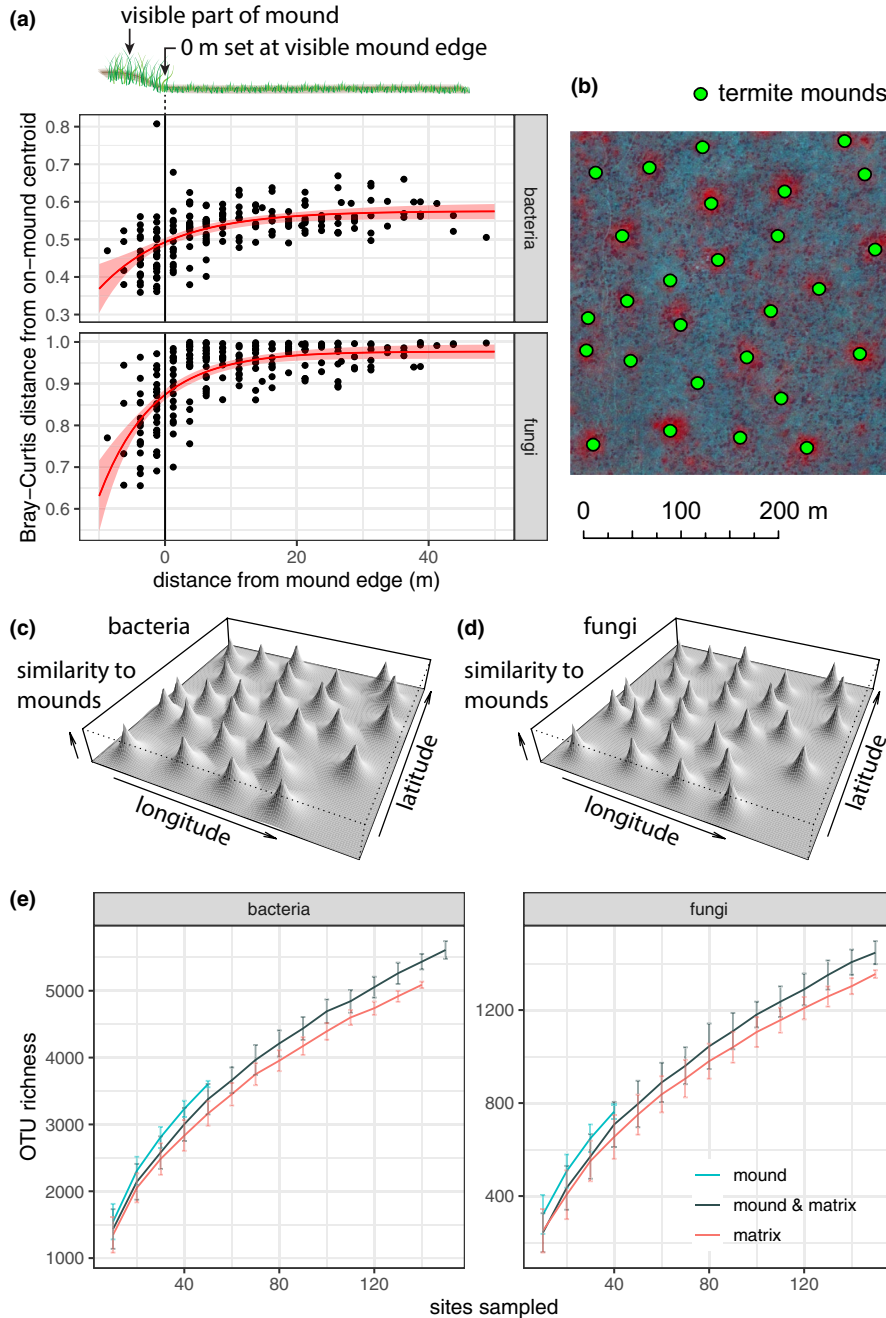 (a)
visible part of mound
0 m set at visible mound edge
Bray−Curtis distance from on−mound centroid
0.8
0.7
0.6
0.5
0.4
0.3
bacteria
1.0
0.9
0.8
0.7
0.6
fungi
0
20
40
distance from mound edge (m)
(b)
termite mounds
0
100
200 m
(c)
bacteria
similarity to
mounds
longitude
latitude
(d)
fungi
similarity to
mounds
longitude
latitude
(e)
bacteria
OTU richness
5000
4000
3000
2000
1000
40
80
120
fungi
1200
800
400
40
80
120
mound
mound & matrix
matrix
sites sampled